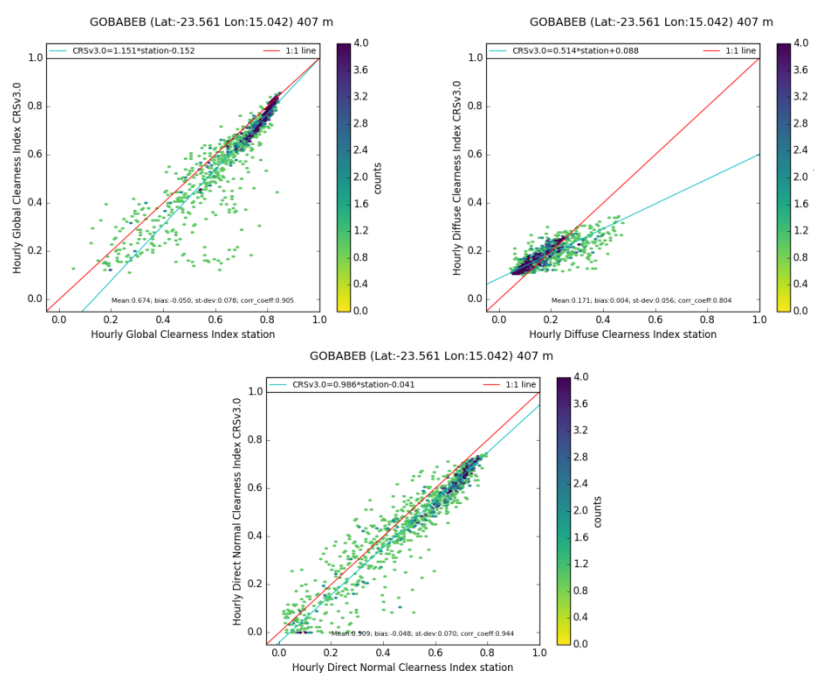 GOBABEB (Lat:-23.561 Lon:15.042) 407 m
CRSv3.0=1.151*station-0.152
1:1 line
1.0
0.8
0.6
0.4
0.2
0.0
Hourly Global Clearness Index CRSv3.0
Mean:0.674; bias:-0.050; st-dev:0.078; corr_coeff:0.905
0.0 0.2 0.4 0.6 0.8 1.0
Hourly Global Clearness Index station
4.0
3.6
3.2
2.8
2.4
2.0
1.6
1.2
0.8
0.4
0.0
counts
GOBABEB (Lat:-23.561 Lon:15.042) 407 m
CRSv3.0=0.514*station+0.088
1:1 line
1.0
0.8
0.6
0.4
0.2
0.0
Hourly Diffuse Clearness Index CRSv3.0
Mean:0.171; bias:0.004; st-dev:0.056; corr_coeff:0.804
0.0 0.2 0.4 0.6 0.8 1.0
Hourly Diffuse Clearness Index station
4.0
3.6
3.2
2.8
2.4
2.0
1.6
1.2
0.8
0.4
0.0
GOBABEB (Lat:-23.561 Lon:15.042) 407 m
CRSv3.0=0.986*station-0.041
1:1 line
1.0
0.8
0.6
0.4
0.2
0.0
Hourly Direct Normal Clearness Index CRSv3.0
Mean:0.509; bias:-0.048; st-dev:0.070; corr_coeff:0.944
0.0 0.2 0.4 0.6 0.8 1.0
Hourly Direct Normal Clearness Index station
4.0
3.6
3.2
2.8
2.4
2.0
1.6
1.2
0.8
0.4
0.0
counts